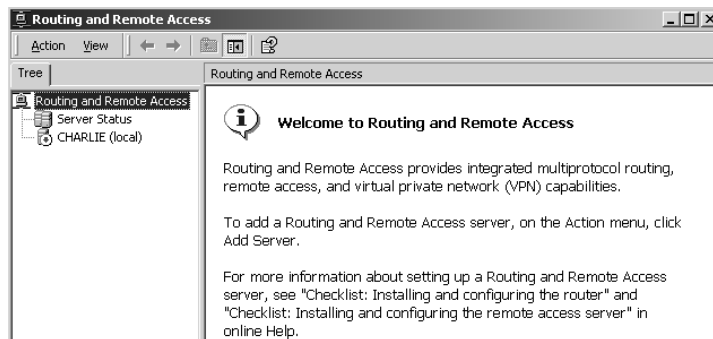 Routing and Remote Access
Action View
Tree
Routing and Remote Access
Routing and Remote Access
Server Status
CHARLIE (local)
Welcome to Routing and Remote Access
Routing and Remote Access provides integrated multiprotocol routing,
remote access, and virtual private network (VPN) capabilities.
To add a Routing and Remote Access server, on the Action menu, click
Add Server.
For more information about setting up a Routing and Remote Access
server, see "Checklist: Installing and configuring the router" and
"Checklist: Installing and configuring the remote access server" in
online Help.